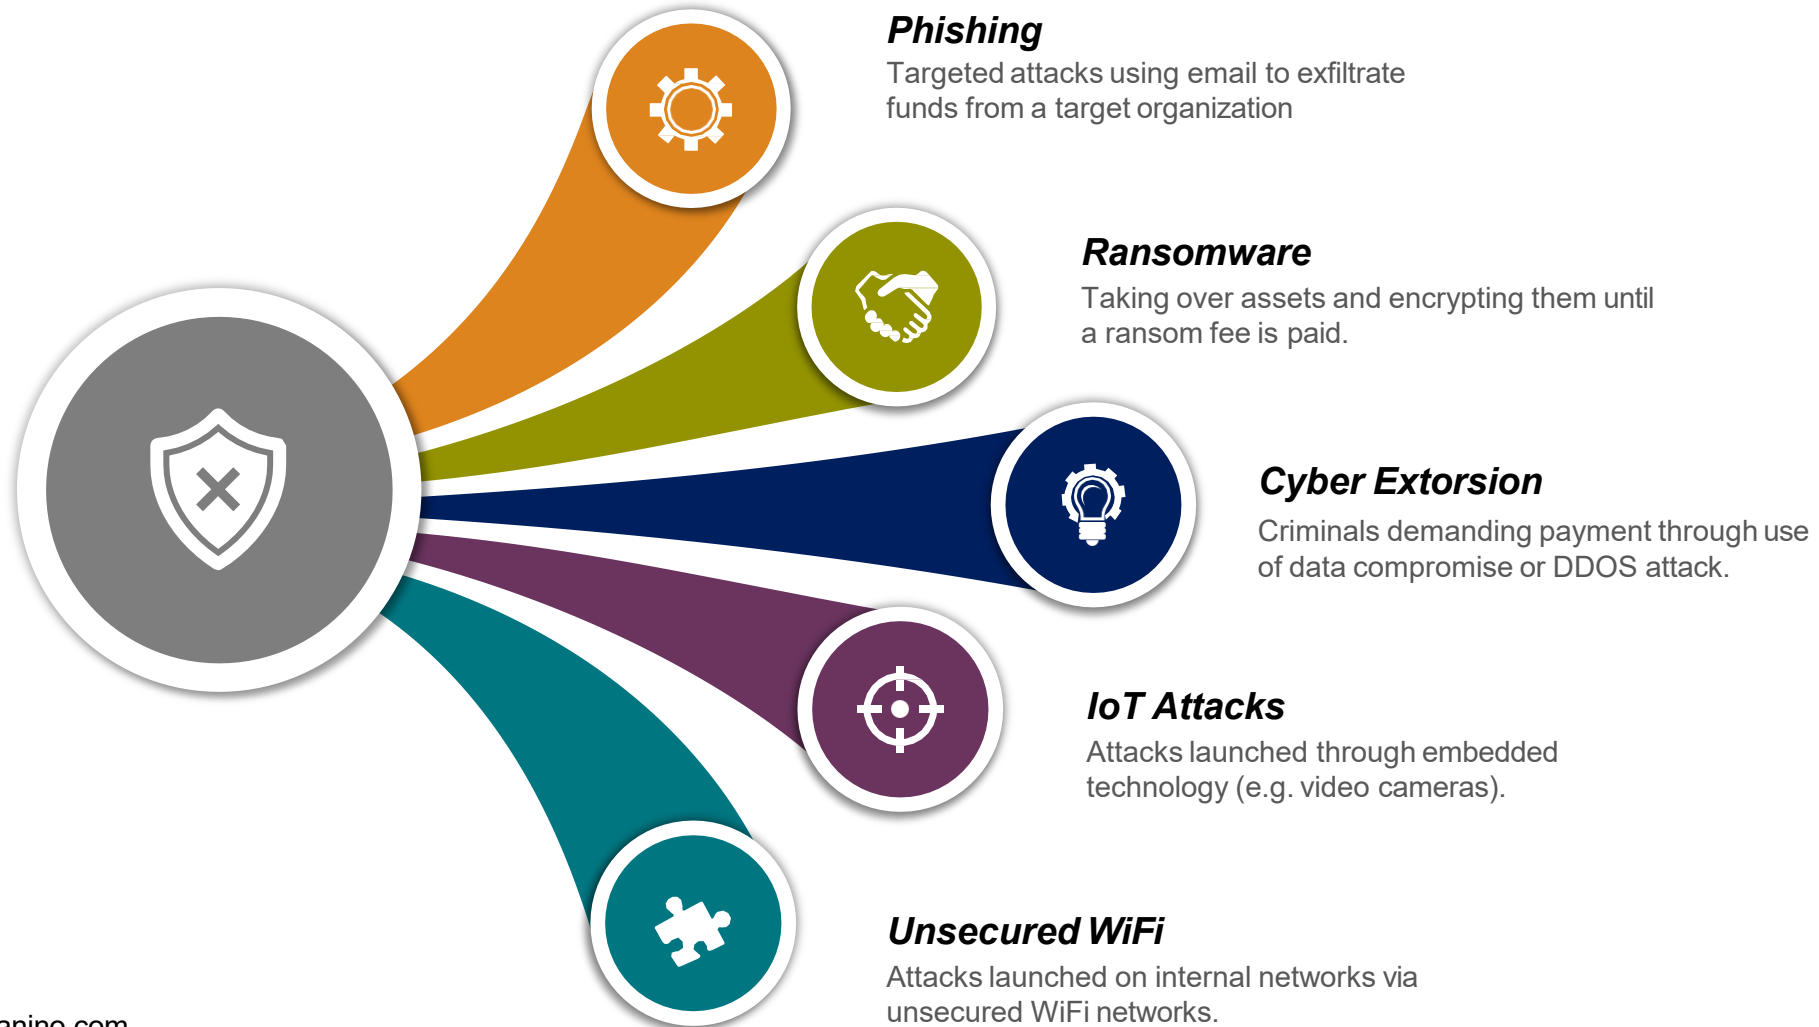 Phishing
Targeted attacks using email to exfiltrate
funds from a target organization
Ransomware
Taking over assets and encrypting them until
a ransom fee is paid.
Cyber Extorsion
Criminals demanding payment through use
of data compromise or DDOS attack.
IoT Attacks
Attacks launched through embedded
technology (e.g. video cameras).
Unsecured WiFi
Attacks launched on internal networks via
unsecured WiFi networks.